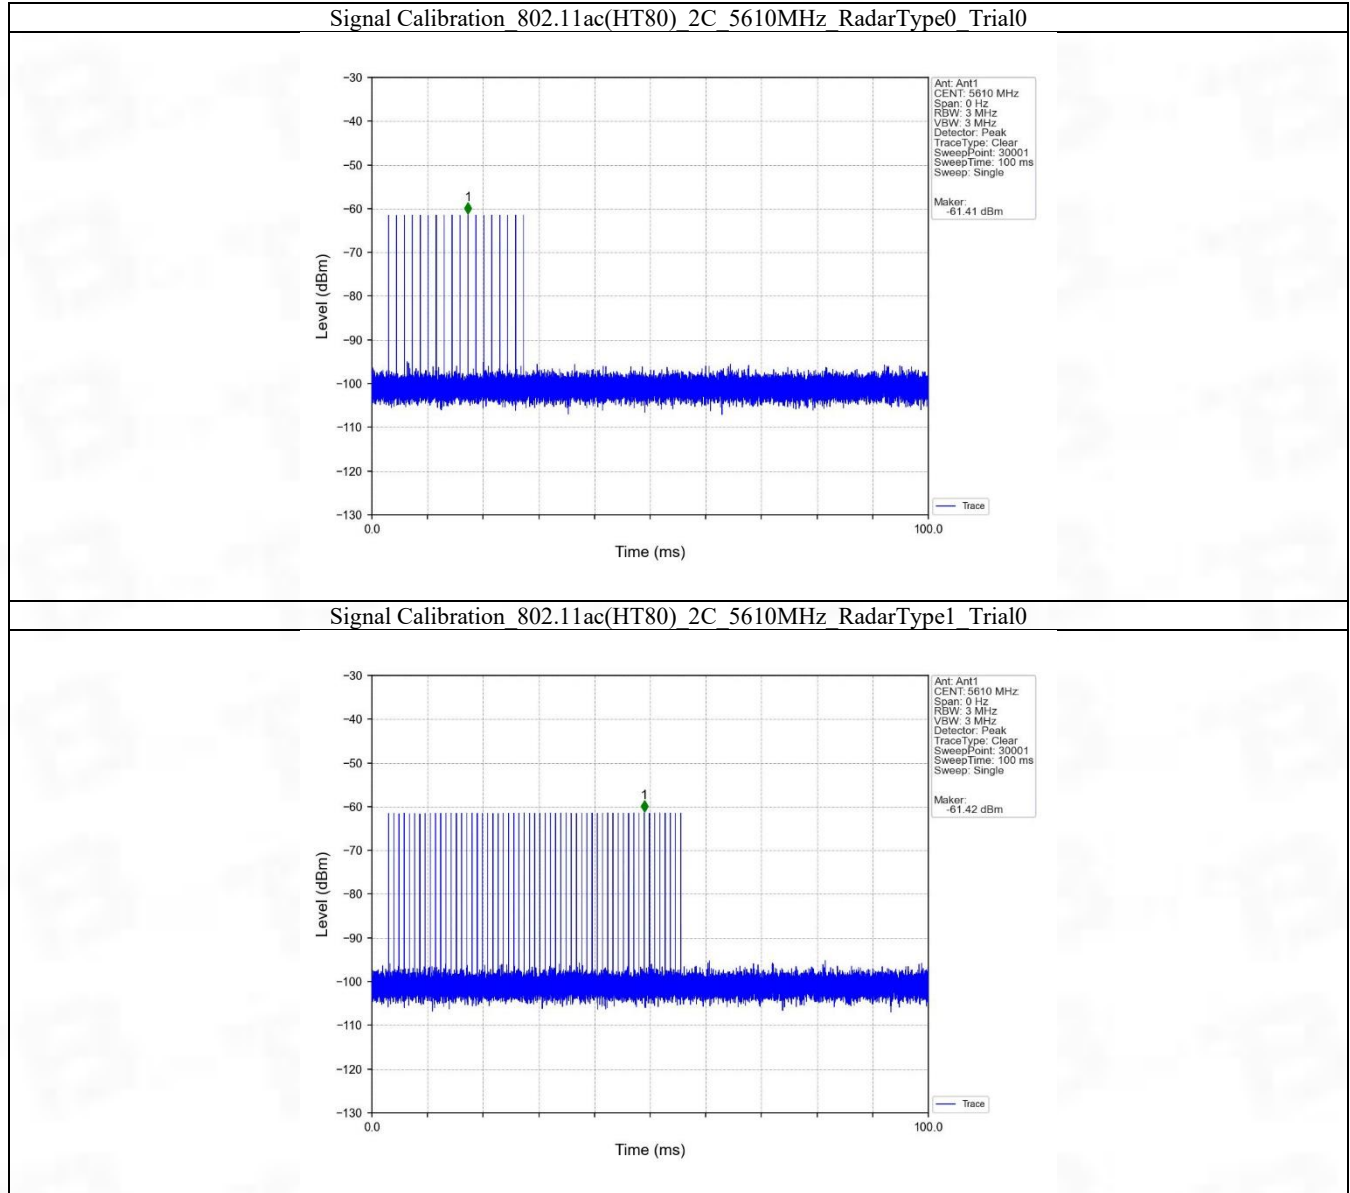 Signal Calibration_802.11ac(HT80)_2C_5610MHz_RadarType0_Trial0
−30
−40
−50
−60
−70
−80
−90
−100
−110
−120
−130
Level (dBm)
1
0.0
100.0
Time (ms)
Ant: Ant1
CENT: 5610 MHz
Span: 0 Hz
RBW: 3 MHz
VBW: 3 MHz
Detector: Peak
TraceType: Clear
SweepPoint: 30001
SweepTime: 100 ms
Sweep: Single
Maker:
-61.41 dBm
Trace
Signal Calibration_802.11ac(HT80)_2C_5610MHz_RadarType1_Trial0
−30
−40
−50
−60
−70
−80
−90
−100
−110
−120
−130
Level (dBm)
1
0.0
100.0
Time (ms)
Ant: Ant1
CENT: 5610 MHz
Span: 0 Hz
RBW: 3 MHz
VBW: 3 MHz
Detector: Peak
TraceType: Clear
SweepPoint: 30001
SweepTime: 100 ms
Sweep: Single
Maker:
-61.42 dBm
Trace